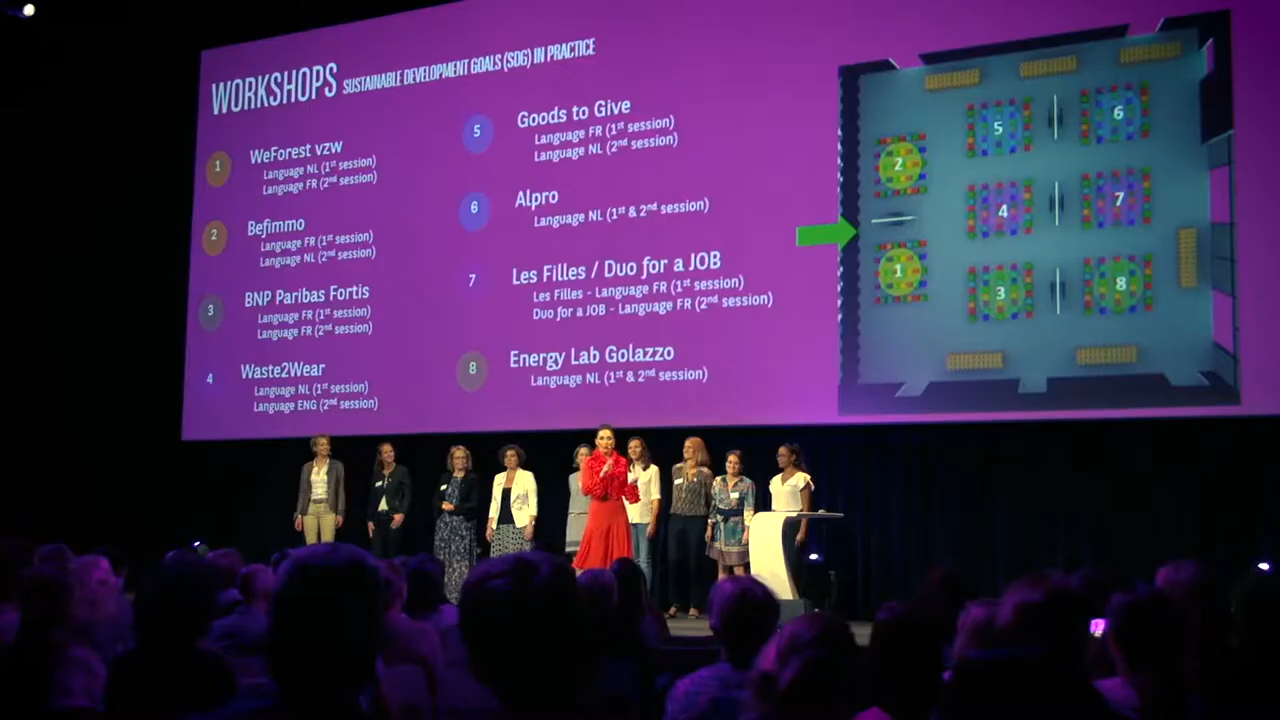 WORKSHOPS SUSTAINABLE DEVELOPMENT GOALS (SDG) IN PRACTICE
1 WeForest vzw
Language NL (1st session)
Language FR (2nd session)
2 Befimmo
Language FR (1st session)
Language NL (2nd session)
3 BNP Paribas Fortis
Language FR (1st session)
Language FR (2nd session)
4 Waste2Wear
Language NL (1st session)
Language ENG (2nd session)
5 Goods to Give
Language FR (1st session)
Language NL (2nd session)
6 Alpro
Language NL (1st & 2nd session)
7 Les Filles / Duo for a JOB
Les Filles - Language FR (1st session)
Duo for a JOB - Language FR (2nd session)
8 Energy Lab Golazzo
Language NL (1st & 2nd session)
5 6
2
4 7
1
3 8